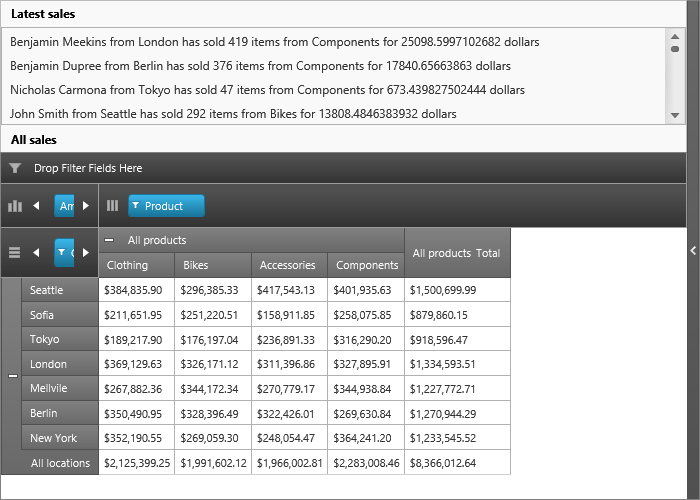 Latest sales
Benjamin Meekins from London has sold 419 items from Components for 25098.5997102682 dollars
Benjamin Dupree from Berlin has sold 376 items from Components for 17840.65663863 dollars
Nicholas Carmona from Tokyo has sold 47 items from Components for 673.439827502444 dollars
John Smith from Seattle has sold 292 items from Bikes for 13808.4846383932 dollars
All sales
Drop Filter Fields Here
Product
All products
All products Total
Clothing Bikes Accessories Components
Seattle $384,835.90 $296,385.33 $417,543.13 $401,935.63 $1,500,699.99
Sofia $211,651.95 $251,220.51 $158,911.85 $258,075.85 $879,860.15
Tokyo $189,217.90 $176,197.04 $236,891.33 $316,290.20 $918,596.47
London $369,129.63 $326,171.12 $311,396.86 $327,895.91 $1,334,593.51
Mellvile $267,882.36 $344,172.34 $270,779.17 $344,938.84 $1,227,772.71
Berlin $350,490.95 $328,396.49 $322,426.01 $269,630.84 $1,270,944.29
New York $352,190.55 $269,059.30 $248,054.47 $364,241.20 $1,233,545.52
All locations $2,125,399.25 $1,991,602.12 $1,966,002.81 $2,283,008.46 $8,366,012.64